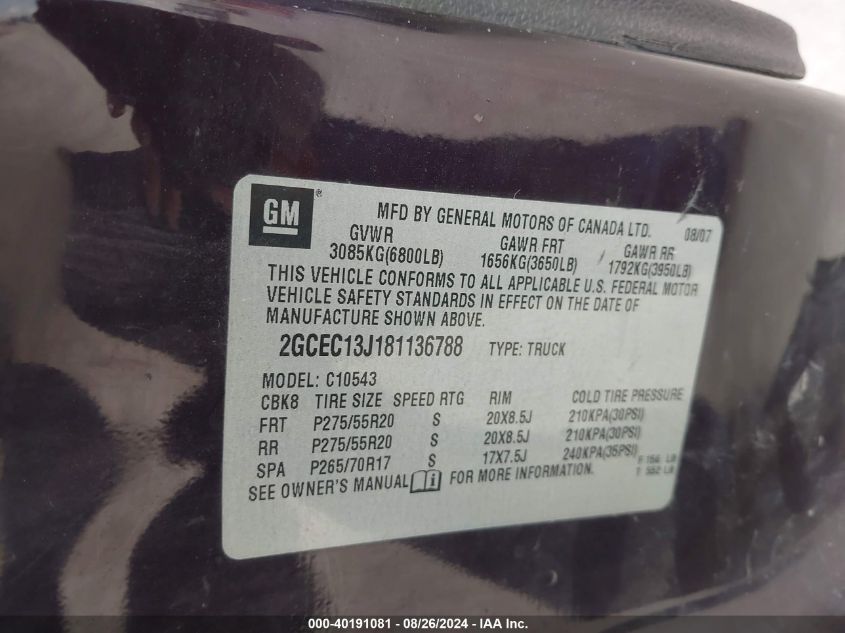 GM ®
MFD BY GENERAL MOTORS OF CANADA LTD. 08/07
GVWR GAWR FRT GAWR RR
3085KG(6800LB) 1656KG(3650LB) 1792KG(3950LB)
THIS VEHICLE CONFORMS TO ALL APPLICABLE U.S. FEDERAL MOTOR
VEHICLE SAFETY STANDARDS IN EFFECT ON THE DATE OF
MANUFACTURE SHOWN ABOVE.
2GCEC13J181136788 TYPE: TRUCK
MODEL: C10543
CBK8 TIRE SIZE SPEED RTG RIM COLD TIRE PRESSURE
FRT P275/55R20 S 20X8.5J 210KPA(30PSI)
RR P275/55R20 S 20X8.5J 210KPA(30PSI)
SPA P265/70R17 S 17X7.5J 240KPA(35PSI)
F 156 LB
T 552 LB
SEE OWNER'S MANUAL i FOR MORE INFORMATION.
000-40191081 - 08/26/2024 - IAA Inc.